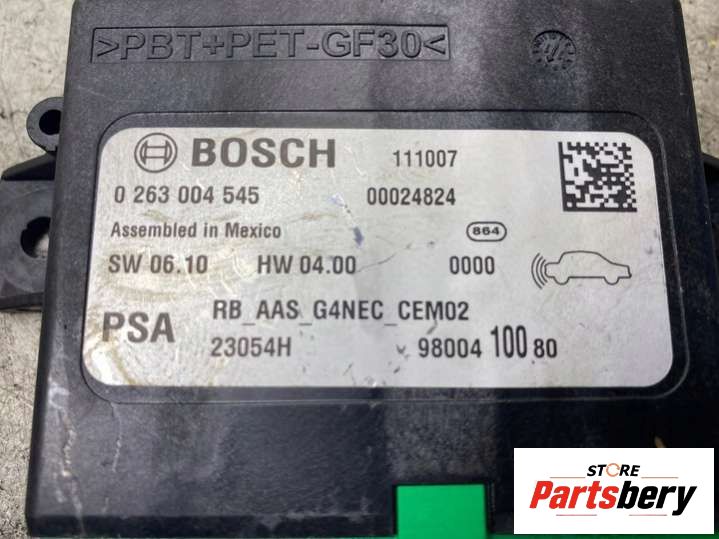 >PBT+PET-GF30<
BOSCH 111007
0 263 004 545 00024824
Assembled in Mexico 864
SW 06.10 HW 04.00 0000
PSA RB_AAS_G4NEC_CEM02
23054H 98004 100 80
STORE
Partsbery